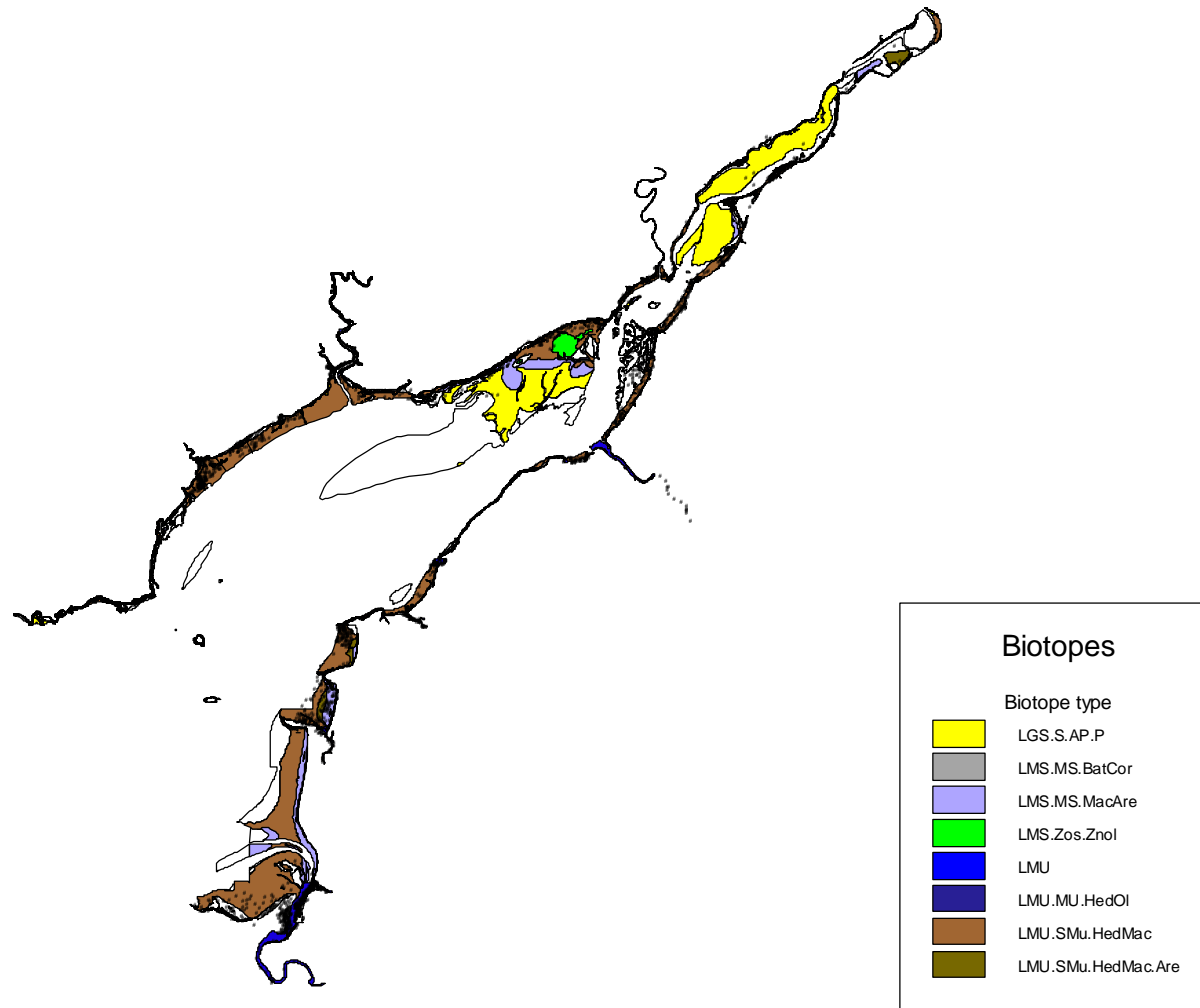 Biotopes
Biotope type
LGS.S.AP.P
LMS.MS.BatCor
LMS.MS.MacAre
LMS.Zos.Znol
LMU
LMU.MU.HedOl
LMU.SMu.HedMac
LMU.SMu.HedMac.Are